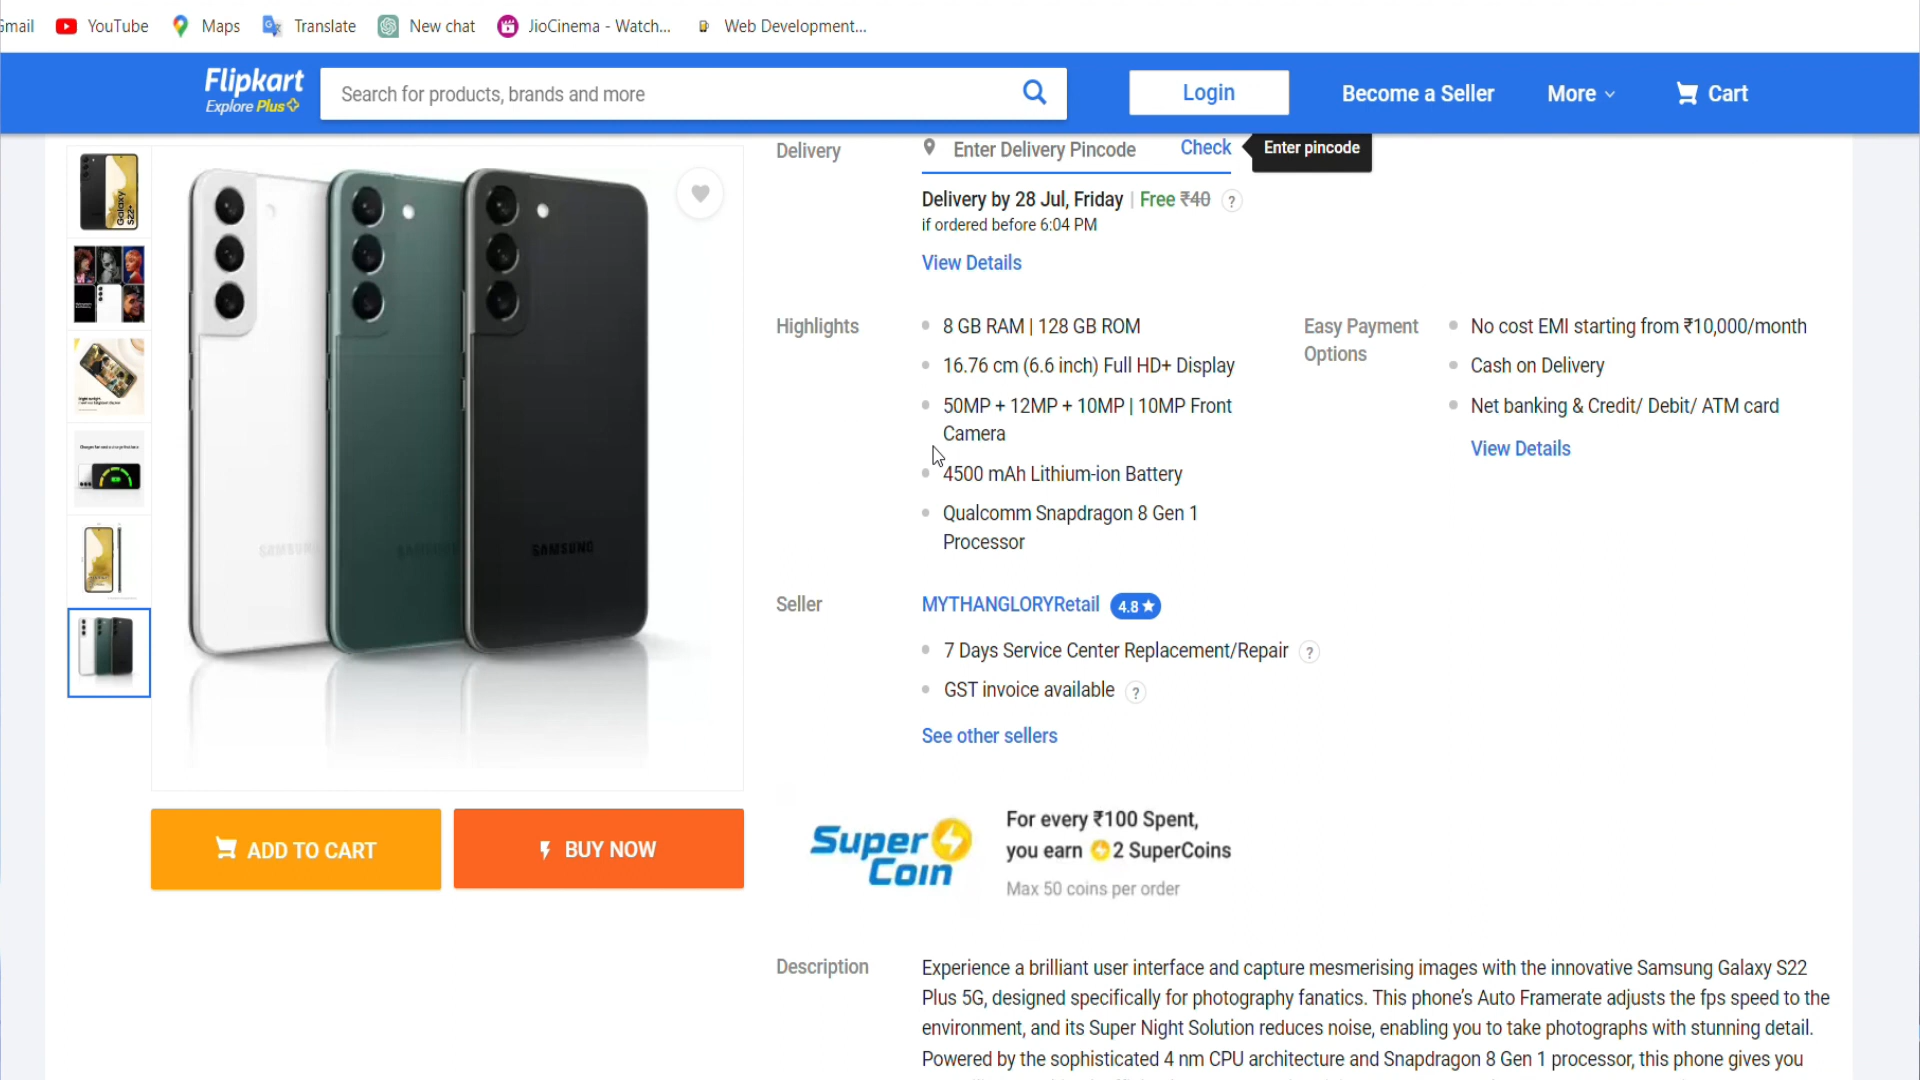 Gmail YouTube Maps Translate New chat JioCinema - Watch... Web Development...
Flipkart
Explore Plus
Search for products, brands and more
Login
Become a Seller
More
Cart
Delivery
Enter Delivery Pincode
Check
Enter pincode
Delivery by 28 Jul, Friday | Free ₹40 ?
if ordered before 6:04 PM
View Details
Highlights
8 GB RAM | 128 GB ROM
16.76 cm (6.6 inch) Full HD+ Display
50MP + 12MP + 10MP | 10MP Front
Camera
4500 mAh Lithium-ion Battery
Qualcomm Snapdragon 8 Gen 1
Processor
Easy Payment
Options
No cost EMI starting from ₹10,000/month
Cash on Delivery
Net banking & Credit/ Debit/ ATM card
View Details
Seller
MYTHANGLORYRetail 4.8★
7 Days Service Center Replacement/Repair ?
GST invoice available ?
See other sellers
Galaxy
S22+
SAMSUNG
SAMSUNG
SAMSUNG
ADD TO CART
BUY NOW
Super
Coin
For every ₹100 Spent,
you earn 2 SuperCoins
Max 50 coins per order
Description
Experience a brilliant user interface and capture mesmerising images with the innovative Samsung Galaxy S22
Plus 5G, designed specifically for photography fanatics. This phone's Auto Framerate adjusts the fps speed to the
environment, and its Super Night Solution reduces noise, enabling you to take photographs with stunning detail.
Powered by the sophisticated 4 nm CPU architecture and Snapdragon 8 Gen 1 processor, this phone gives you